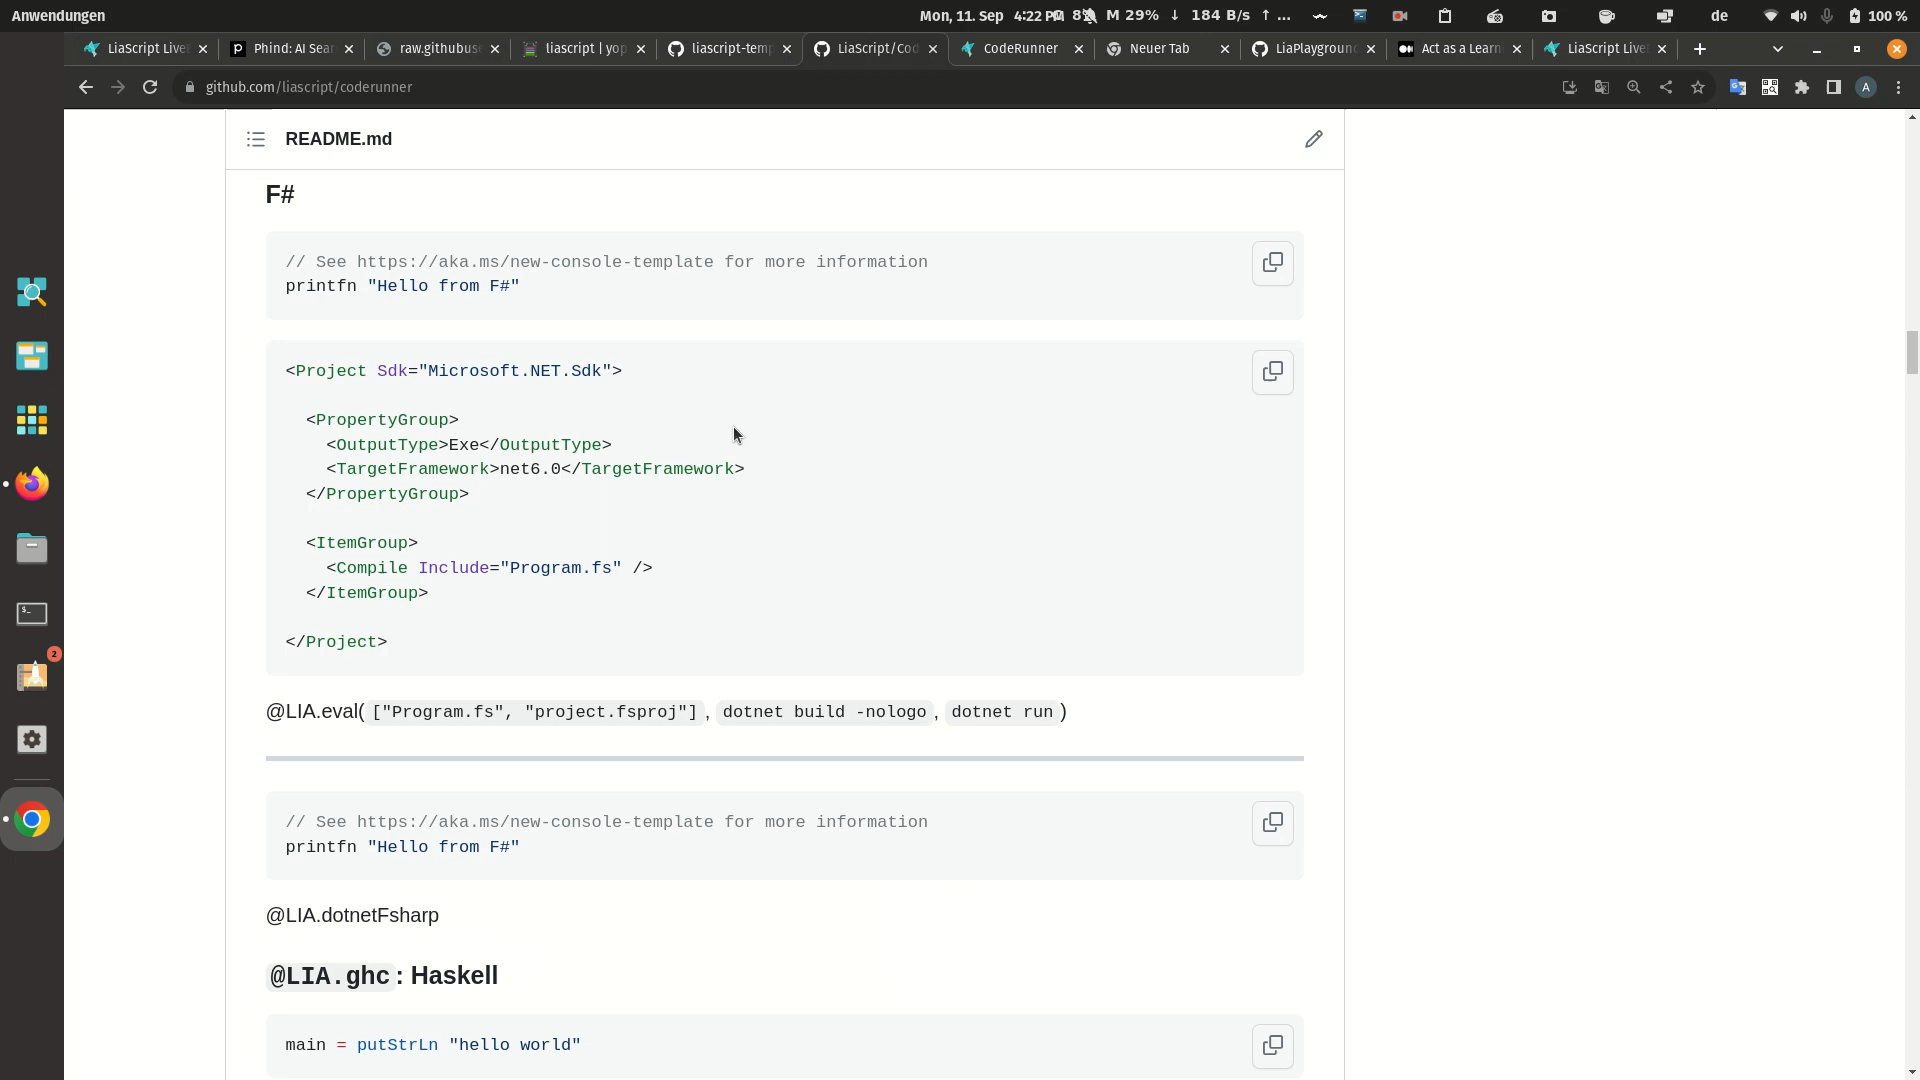 Anwendungen
Mon, 11. Sep 4:22 PM
M 29% ↓ 184 B/s ↑ ...
de
100 %
LiaScript Live
Phind: AI Sear
raw.githubuse
liascript | yop
liascript-temp
LiaScript/Cod
CodeRunner
Neuer Tab
LiaPlayground
Act as a Learni
LiaScript Live
github.com/liascript/coderunner
A
README.md
F#
// See https://aka.ms/new-console-template for more information
printfn "Hello from F#"
<Project Sdk="Microsoft.NET.Sdk">
<PropertyGroup>
<OutputType>Exe</OutputType>
<TargetFramework>net6.0</TargetFramework>
</PropertyGroup>
<ItemGroup>
<Compile Include="Program.fs" />
</ItemGroup>
</Project>
@LIA.eval(["Program.fs", "project.fsproj"], dotnet build -nologo, dotnet run)
2
// See https://aka.ms/new-console-template for more information
printfn "Hello from F#"
@LIA.dotnetFsharp
@LIA.ghc: Haskell
main = putStrLn "hello world"